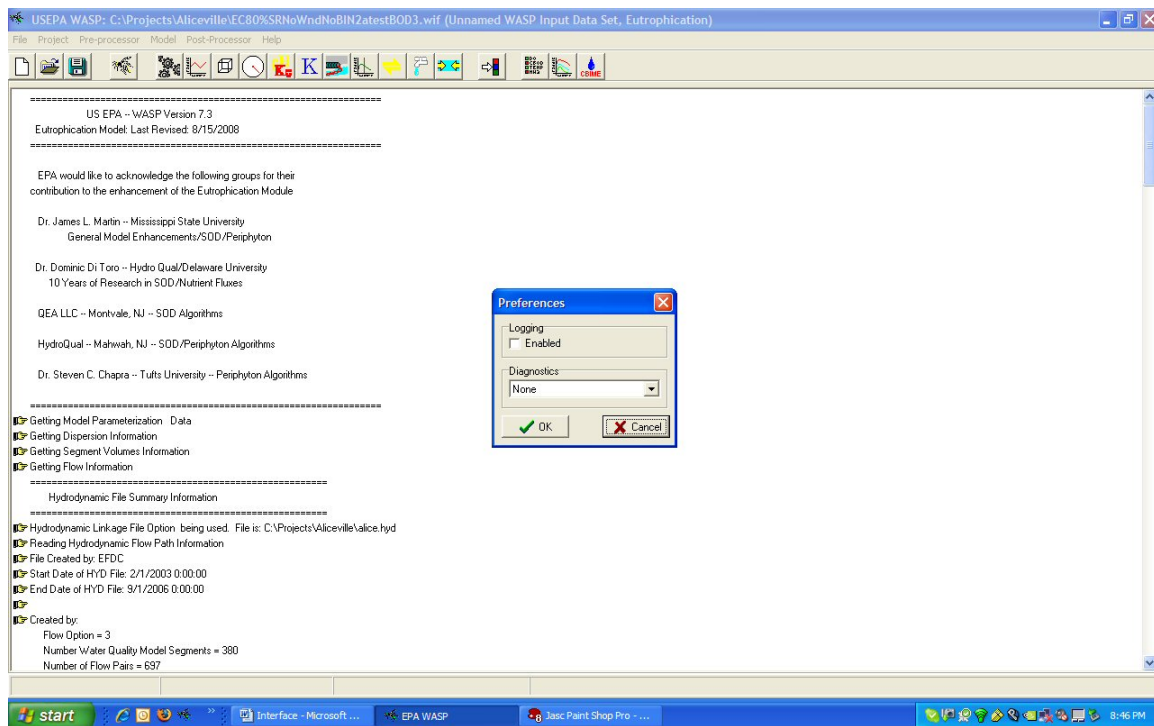 USEPA WASP: C:\Projects\Aliceville\EC80%SRNoWndNoBIN2atestBOD3.wif (Unnamed WASP Input Data Set, Eutrophication)
File Project Pre-processor Model Post-Processor Help
KG K CBIME
================================================================
US EPA -- WASP Version 7.3
Eutrophication Model: Last Revised: 8/15/2008
================================================================
EPA would like to acknowledge the following groups for their
contribution to the enhancement of the Eutrophication Module
Dr. James L. Martin -- Mississippi State University
General Model Enhancements/SOD/Periphyton
Dr. Dominic Di Toro -- Hydro Qual/Delaware University
10 Years of Research in SOD/Nutrient Fluxes
QEA LLC -- Montvale, NJ -- SOD Algorithms
HydroQual -- Mahwah, NJ -- SOD/Periphyton Algorithms
Dr. Steven C. Chapra -- Tufts University -- Periphyton Algorithms
================================================================
Getting Model Parameterization Data
Getting Dispersion Information
Getting Segment Volumes Information
Getting Flow Information
======================================================
Hydrodynamic File Summary Information
======================================================
Hydrodynamic Linkage File Option being used. File is: C:\Projects\Aliceville\alice.hyd
Reading Hydrodynamic Flow Path Information
File Created by: EFDC
Start Date of HYD File: 2/1/2003 0:00:00
End Date of HYD File: 9/1/2006 0:00:00
Created by:
Flow Option = 3
Number Water Quality Model Segments = 380
Number of Flow Pairs = 697
Preferences
Logging
Enabled
Diagnostics
None
OK Cancel
start Interface - Microsoft ... EPA WASP Jasc Paint Shop Pro - ... 8:46 PM